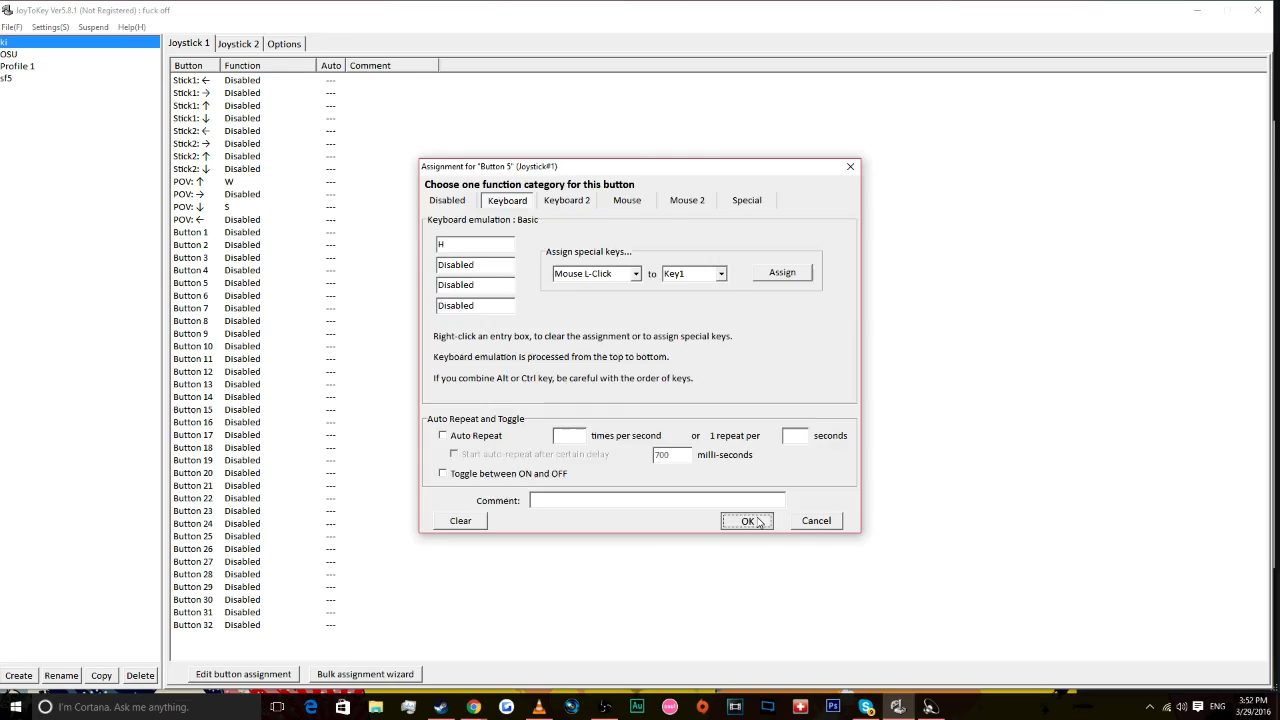 JoyToKey Ver5.8.1 (Not Registered) : fuck off
File(F) Settings(S) Suspend Help(H)
ki
OSU
Profile 1
sf5
Joystick 1 Joystick 2 Options
Button Function Auto Comment
Stick1: ← Disabled ---
Stick1: → Disabled ---
Stick1: ↑ Disabled ---
Stick1: ↓ Disabled ---
Stick2: ← Disabled ---
Stick2: → Disabled ---
Stick2: ↑ Disabled ---
Stick2: ↓ Disabled ---
POV: ↑ W ---
POV: → Disabled ---
POV: ↓ S ---
POV: ← Disabled ---
Button 1 Disabled ---
Button 2 Disabled ---
Button 3 Disabled ---
Button 4 Disabled ---
Button 5 Disabled ---
Button 6 Disabled ---
Button 7 Disabled ---
Button 8 Disabled ---
Button 9 Disabled ---
Button 10 Disabled ---
Button 11 Disabled ---
Button 12 Disabled ---
Button 13 Disabled ---
Button 14 Disabled ---
Button 15 Disabled ---
Button 16 Disabled ---
Button 17 Disabled ---
Button 18 Disabled ---
Button 19 Disabled ---
Button 20 Disabled ---
Button 21 Disabled ---
Button 22 Disabled ---
Button 23 Disabled ---
Button 24 Disabled ---
Button 25 Disabled ---
Button 26 Disabled ---
Button 27 Disabled ---
Button 28 Disabled ---
Button 29 Disabled ---
Button 30 Disabled ---
Button 31 Disabled ---
Button 32 Disabled ---
Assignment for "Button 5" (Joystick#1)
Choose one function category for this button
Disabled Keyboard Keyboard 2 Mouse Mouse 2 Special
Keyboard emulation : Basic
H
Disabled
Disabled
Disabled
Assign special keys...
Mouse L-Click to Key1 Assign
Right-click an entry box, to clear the assignment or to assign special keys.
Keyboard emulation is processed from the top to bottom.
If you combine Alt or Ctrl key, be careful with the order of keys.
Auto Repeat and Toggle
Auto Repeat times per second or 1 repeat per seconds
Start auto repeat after certain delay 700 milli-seconds
Toggle between ON and OFF
Comment:
Clear OK Cancel
Create Rename Copy Delete Edit button assignment Bulk assignment wizard
I'm Cortana. Ask me anything.
Au
osu!
Ps
ENG
3:52 PM
3/29/2016